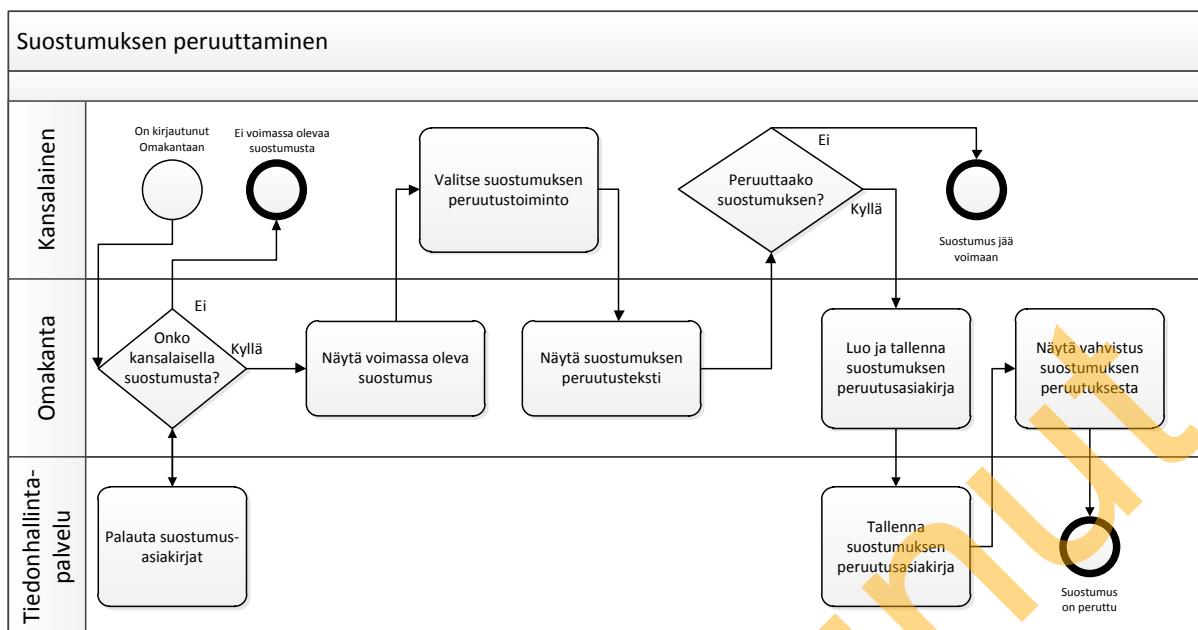 Suostumuksen peruuttaminen
Kansalainen
On kirjautunut
Omakantaan
Ei voimassa olevaa
suostumusta
Valitse suostumuksen
peruutustoiminto
Peruuttaako
suostumuksen?
Ei
Kyllä
Suostumus jää
voimaan
Omakanta
Onko
kansalaisella
suostumusta?
Ei
Kyllä
Näytä voimassa oleva
suostumus
Näytä suostumuksen
peruutusteksti
Luo ja tallenna
suostumuksen
peruutusasiakirja
Näytä vahvistus
suostumuksen
peruutuksesta
Tiedonhallinta-
palvelu
Palauta suostumus-
asiakirjat
Tallenna
suostumuksen
peruutusasiakirja
Suostumus
on peruttu